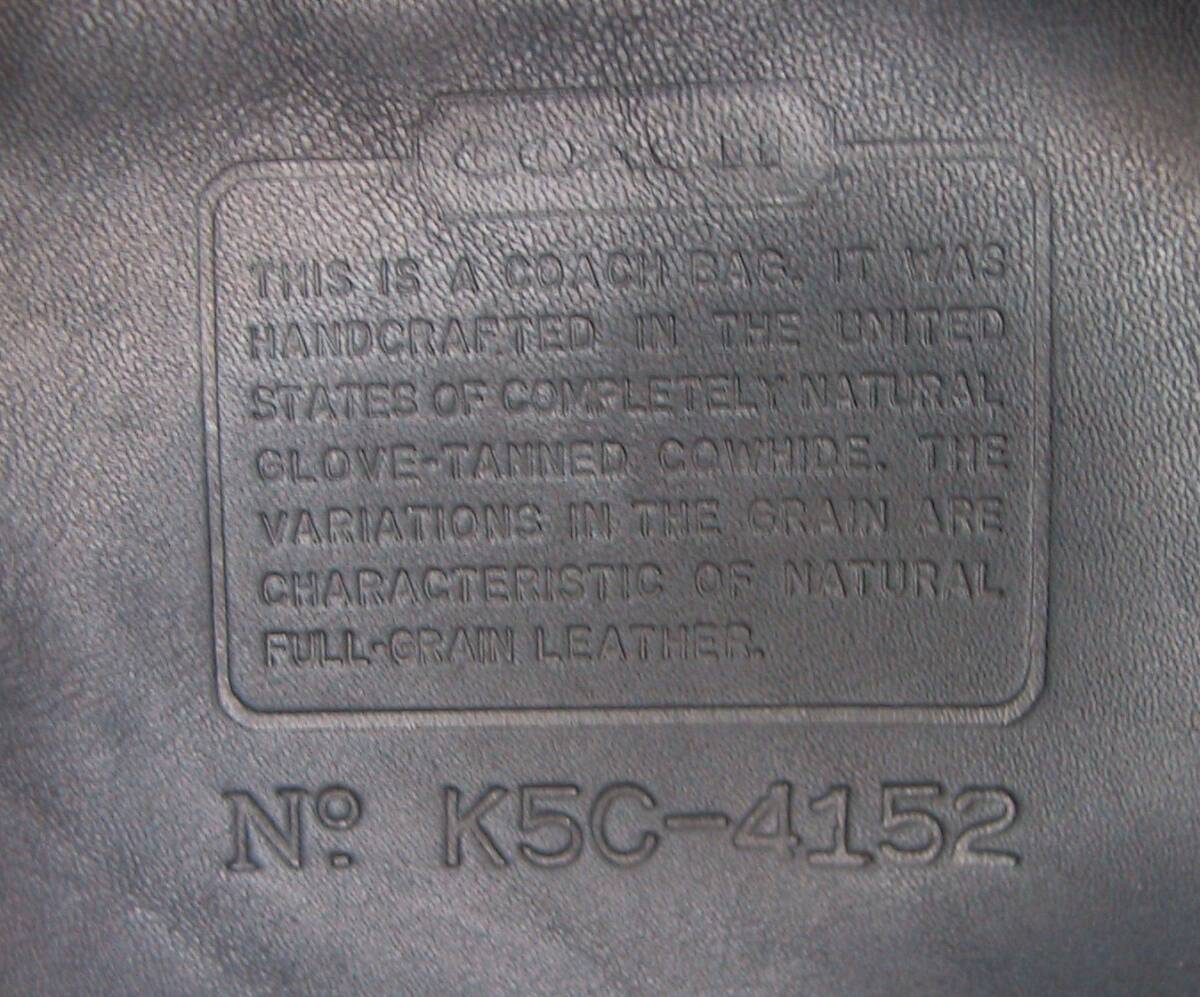 COACH
THIS IS A COACH BAG. IT WAS
HANDCRAFTED IN THE UNITED
STATES OF COMPLETELY NATURAL
GLOVE-TANNED COWHIDE. THE
VARIATIONS IN THE GRAIN ARE
CHARACTERISTIC OF NATURAL
FULL-GRAIN LEATHER.
Nº K5C-4152